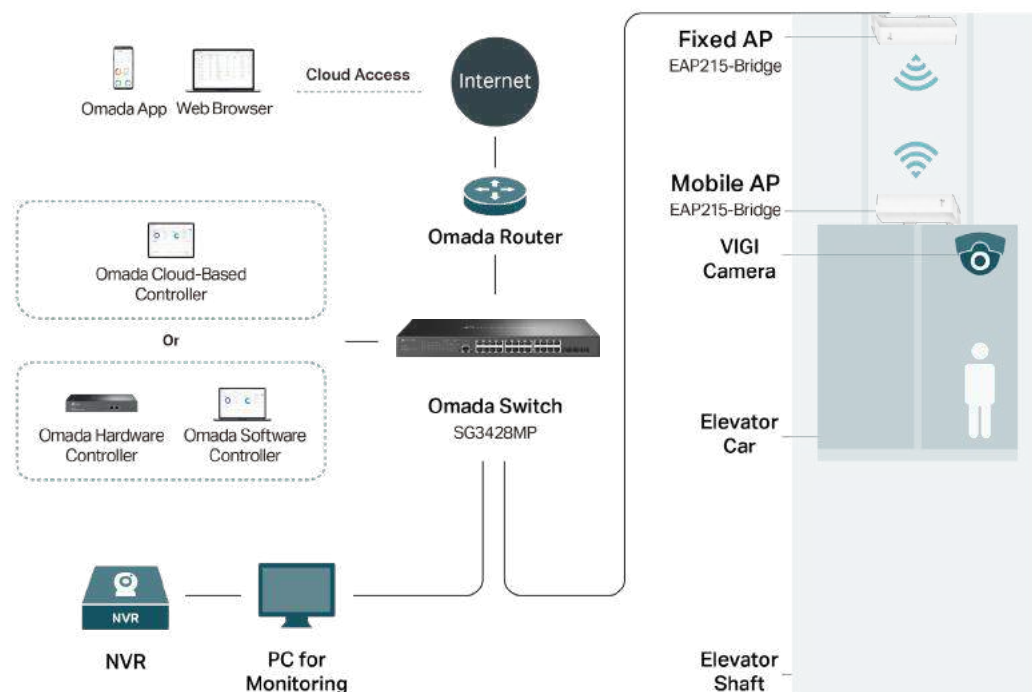 Omada App
Web Browser
Cloud Access
Internet
Fixed AP
EAP215-Bridge
Omada Router
Mobile AP
EAP215-Bridge
VIGI
Camera
Omada Cloud-Based
Controller
Or
Omada Hardware
Controller
Omada Software
Controller
Omada Switch
SG3428MP
Elevator
Car
NVR
NVR
PC for
Monitoring
Elevator
Shaft